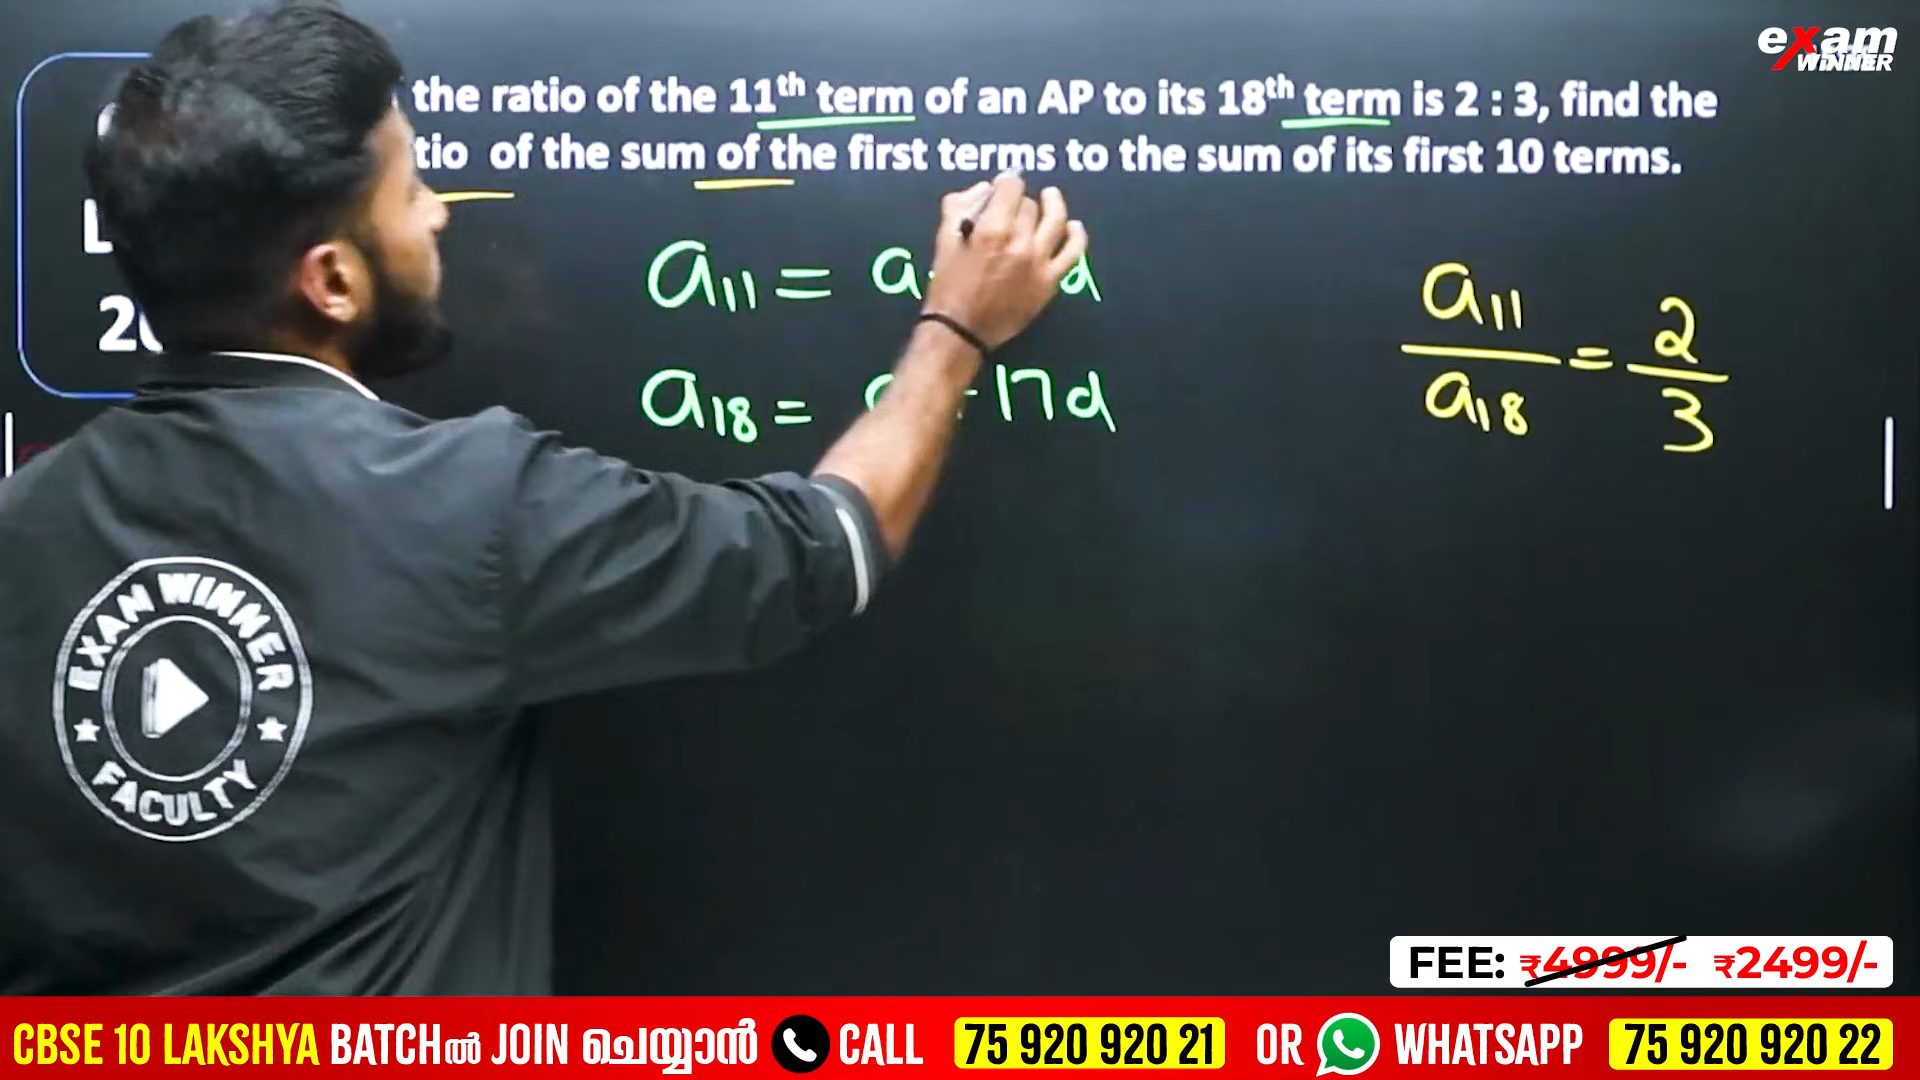 exam
WINNER
the ratio of the 11th term of an AP to its 18th term is 2 : 3, find the
tio of the sum of the first terms to the sum of its first 10 terms.
L
20
a11 = a d
a18 = a + 17d
a11/a18 = 2/3
EXAM WINNER
FACULTY
FEE: ₹4999/- ₹2499/-
CBSE 10 LAKSHYA BATCHൽ JOIN ചെയ്യാൻ CALL 75 920 920 21 OR WHATSAPP 75 920 920 22